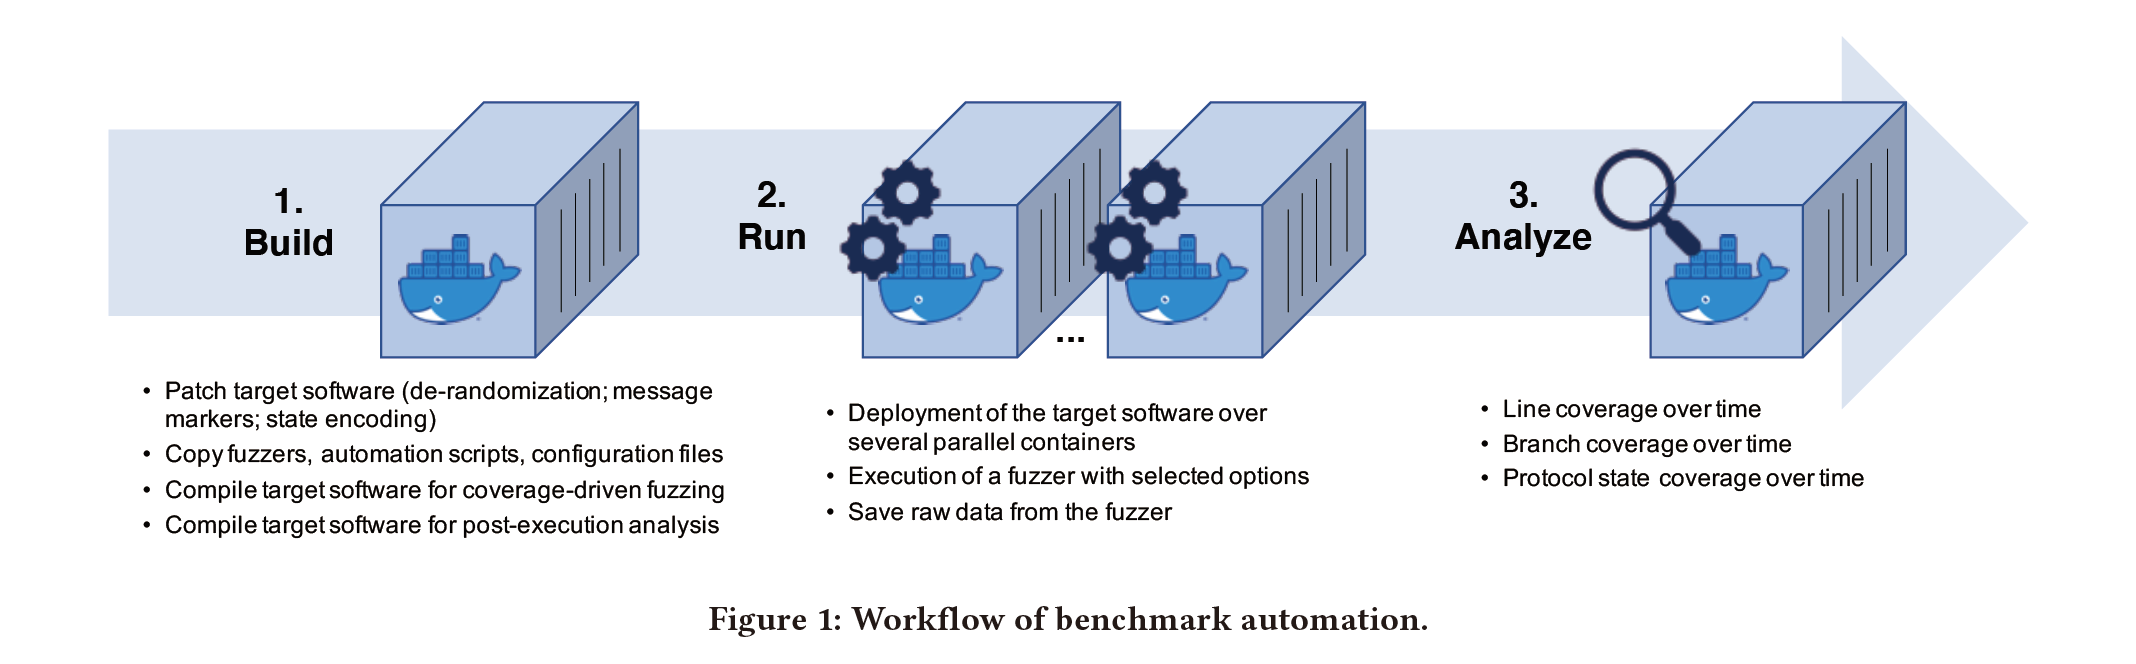 1.
Build
2.
Run
...
3.
Analyze
• Patch target software (de-randomization; message
markers; state encoding)
• Copy fuzzers, automation scripts, configuration files
• Compile target software for coverage-driven fuzzing
• Compile target software for post-execution analysis
• Deployment of the target software over
several parallel containers
• Execution of a fuzzer with selected options
• Save raw data from the fuzzer
• Line coverage over time
• Branch coverage over time
• Protocol state coverage over time
Figure 1: Workflow of benchmark automation.